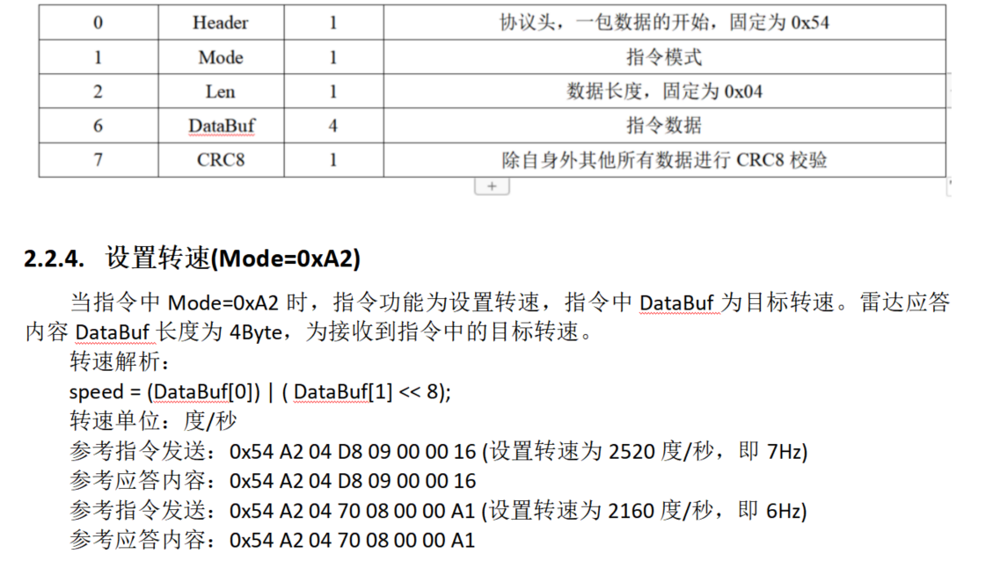 0 Header 1 协议头，一包数据的开始，固定为 0x54
1 Mode 1 指令模式
2 Len 1 数据长度，固定为 0x04
6 DataBuf 4 指令数据
7 CRC8 1 除自身外其他所有数据进行 CRC8 校验
+
2.2.4. 设置转速(Mode=0xA2)
当指令中 Mode=0xA2 时，指令功能为设置转速，指令中 DataBuf 为目标转速。雷达应答
内容 DataBuf 长度为 4Byte，为接收到指令中的目标转速。
转速解析：
speed = (DataBuf[0]) | ( DataBuf[1] << 8);
转速单位：度/秒
参考指令发送：0x54 A2 04 D8 09 00 00 16 (设置转速为 2520 度/秒，即 7Hz)
参考应答内容：0x54 A2 04 D8 09 00 00 16
参考指令发送：0x54 A2 04 70 08 00 00 A1 (设置转速为 2160 度/秒，即 6Hz)
参考应答内容：0x54 A2 04 70 08 00 00 A1